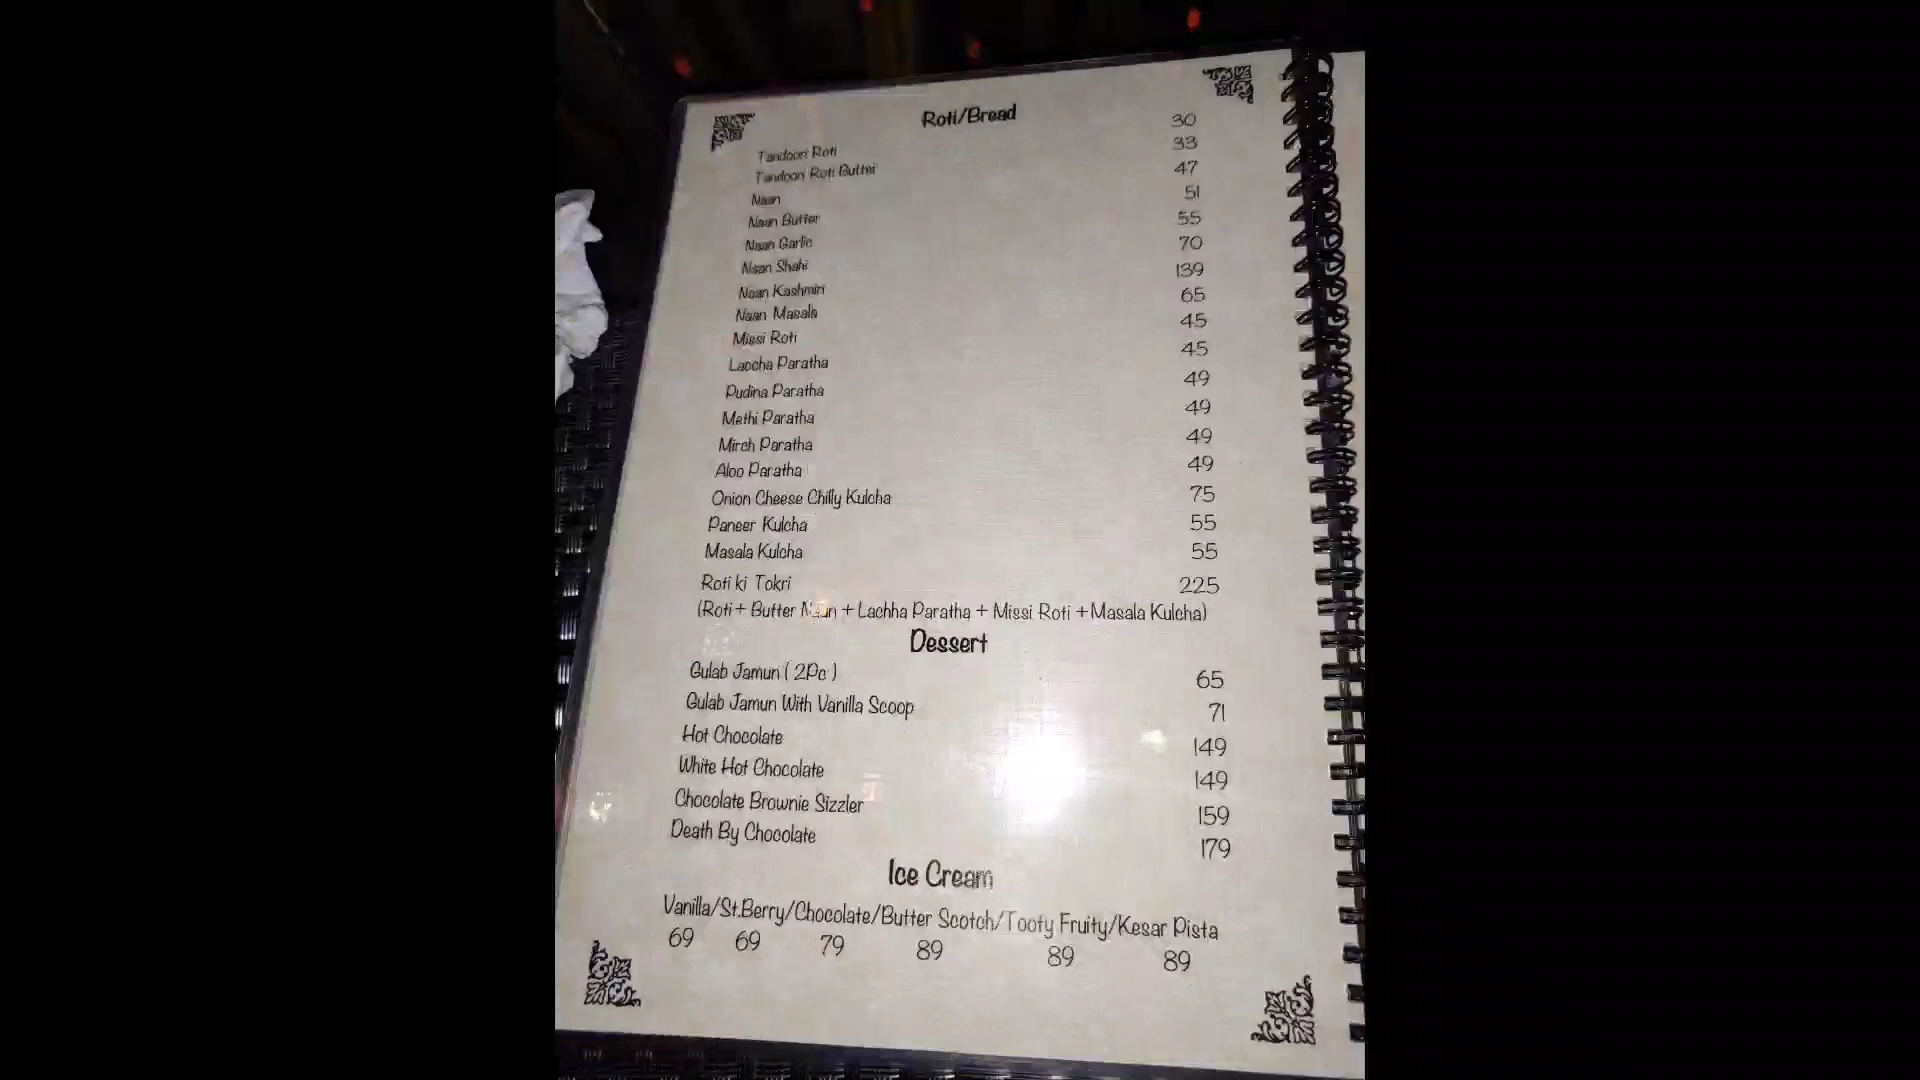 Roti/Bread
Tandoori Roti 30
Tandoori Roti Butter 33
Naan 47
Naan Butter 51
Naan Garlic 55
Naan Shahi 70
Naan Kashmiri 139
Naan Masala 65
Missi Roti 45
Laccha Paratha 45
Pudina Paratha 49
Methi Paratha 49
Mirch Paratha 49
Aloo Paratha 49
Onion Cheese Chilly Kulcha 75
Paneer Kulcha 55
Masala Kulcha 55
Roti ki Tokri 225
(Roti + Butter Naan + Lachha Paratha + Missi Roti + Masala Kulcha)
Dessert
Gulab Jamun ( 2Pc ) 65
Gulab Jamun With Vanilla Scoop 71
Hot Chocolate 149
White Hot Chocolate 149
Chocolate Brownie Sizzler 159
Death By Chocolate 179
Ice Cream
Vanilla/St.Berry/Chocolate/Butter Scotch/Tooty Fruity/Kesar Pista
69 69 79 89 89 89